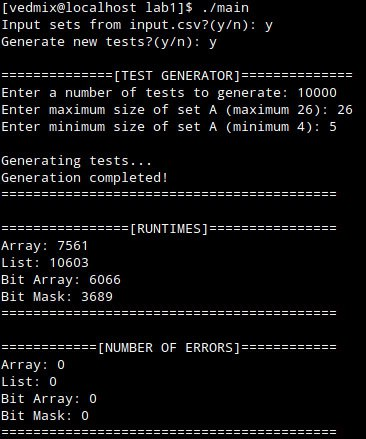 [vedmix@localhost lab1]$ ./main
Input sets from input.csv?(y/n): y
Generate new tests?(y/n): y
==============[TEST GENERATOR]==============
Enter a number of tests to generate: 10000
Enter maximum size of set A (maximum 26): 26
Enter minimum size of set A (minimum 4): 5
Generating tests...
Generation completed!
==========================================
================[RUNTIMES]================
Array: 7561
List: 10603
Bit Array: 6066
Bit Mask: 3689
==========================================
============[NUMBER OF ERRORS]============
Array: 0
List: 0
Bit Array: 0
Bit Mask: 0
==========================================